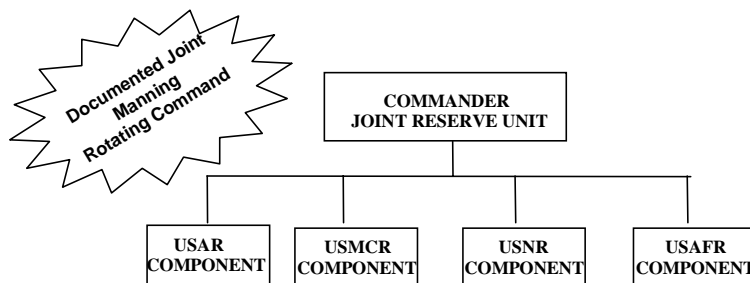 Documented Joint
Manning
Rotating Command
COMMANDER
JOINT RESERVE UNIT
USAR
COMPONENT
USMCR
COMPONENT
USNR
COMPONENT
USAFR
COMPONENT